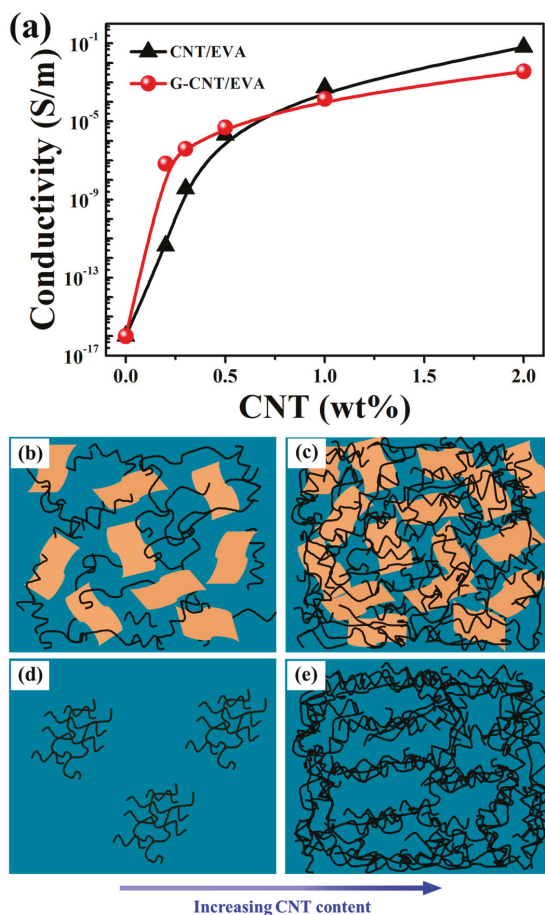 (a)
CNT/EVA
G-CNT/EVA
Conductivity (S/m)
10⁻¹
10⁻⁵
10⁻⁹
10⁻¹³
10⁻¹⁷
0.0 0.5 1.0 1.5 2.0
CNT (wt%)
(b) (c)
(d) (e)
Increasing CNT content